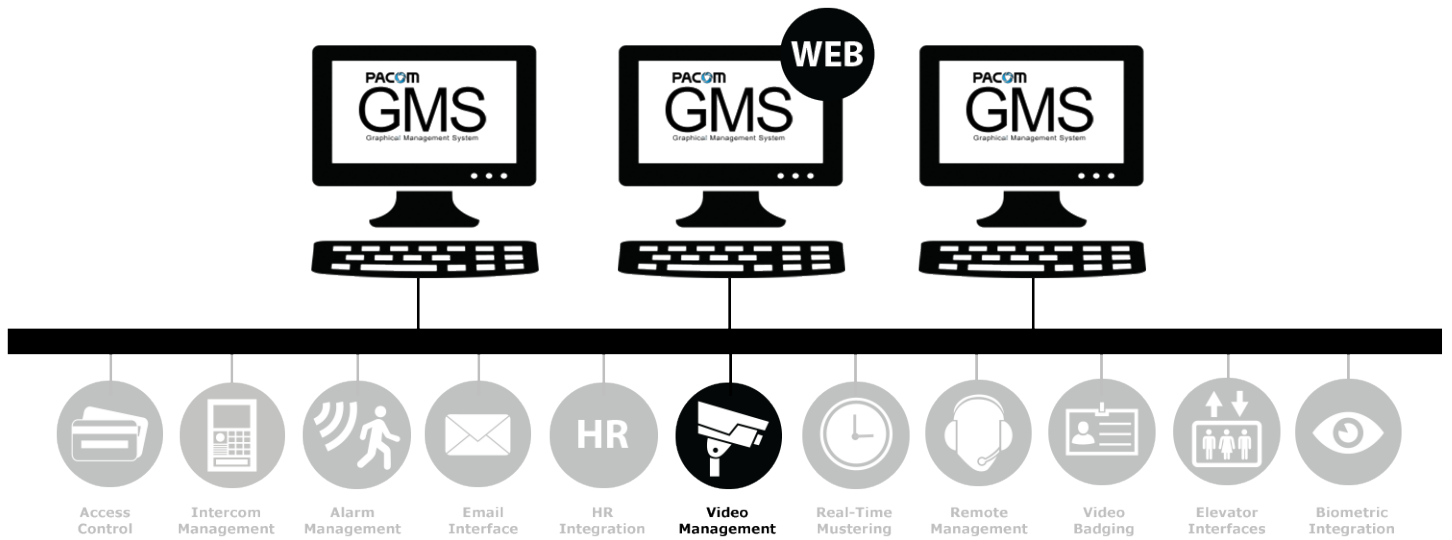 WEB
PACOM
GMS
Graphical Management System
PACOM
GMS
Graphical Management System
PACOM
GMS
Graphical Management System
HR
Access
Control
Intercom
Management
Alarm
Management
Email
Interface
HR
Integration
Video
Management
Real-Time
Mustering
Remote
Management
Video
Badging
Elevator
Interfaces
Biometric
Integration